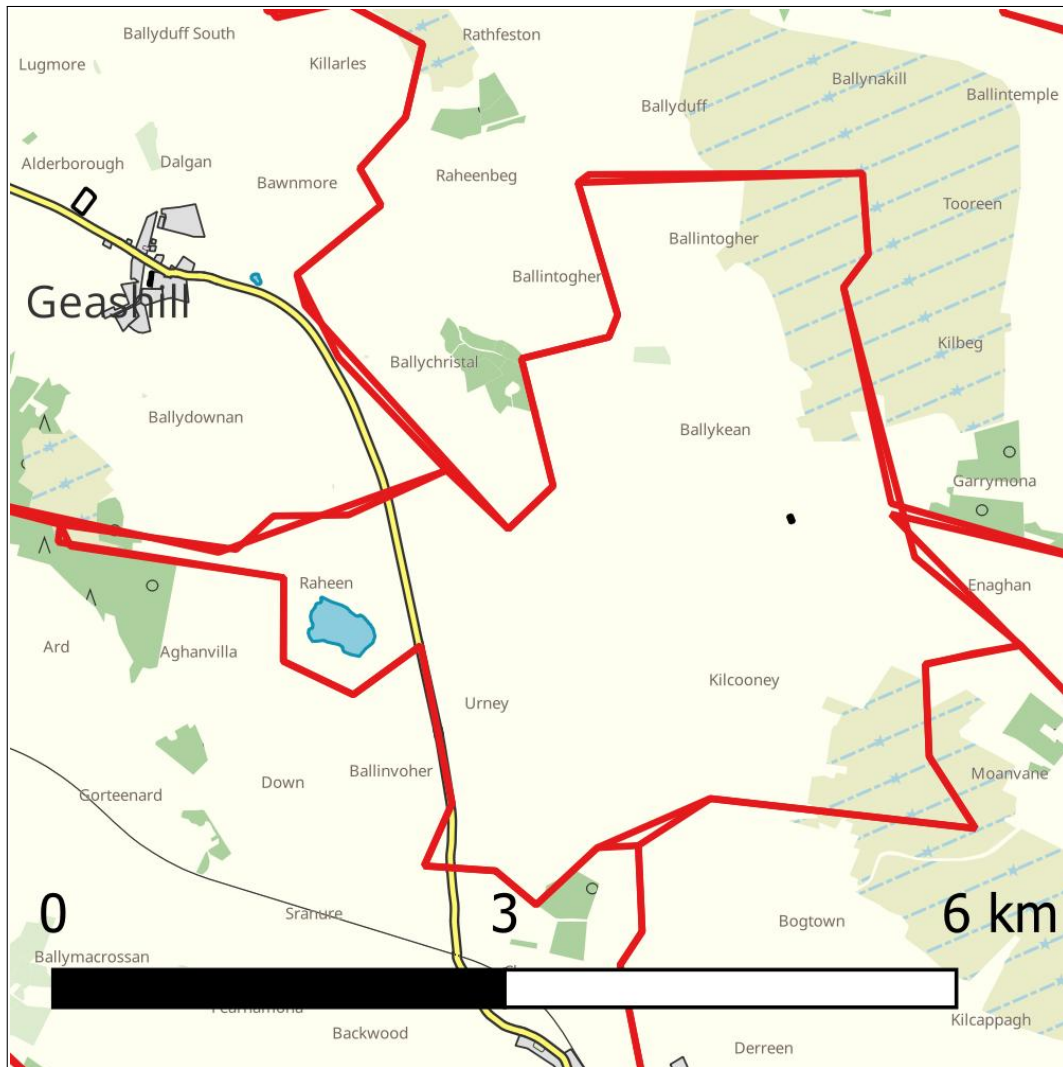 Ballyduff South
Rathfeston
Lugmore
Killarles
Ballynakill
Ballyduff
Ballintemple
Alderborough
Dalgan
Bawnmore
Raheenbeg
Tooreen
Ballintogher
Ballintogher
Geashill
Kilbeg
Ballychristal
Ballydownan
Ballykean
Garrymona
Raheen
Enaghan
Ard
Aghanvilla
Kilcooney
Urney
Ballinvoher
Down
Moanvane
Gorteenard
0 3 6 km
Sranure
Bogtown
Ballymacrossan
Kilcappagh
Backwood
Derreen